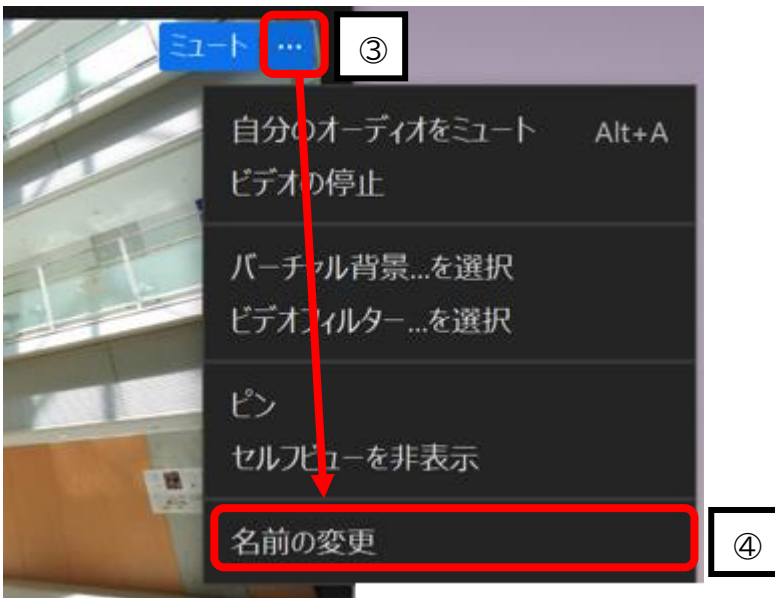 ミュート ... ③
自分のオーディオをミュート Alt+A
ビデオの停止
バーチャル背景...を選択
ビデオフィルター...を選択
ピン
セルフビューを非表示
名前の変更 ④